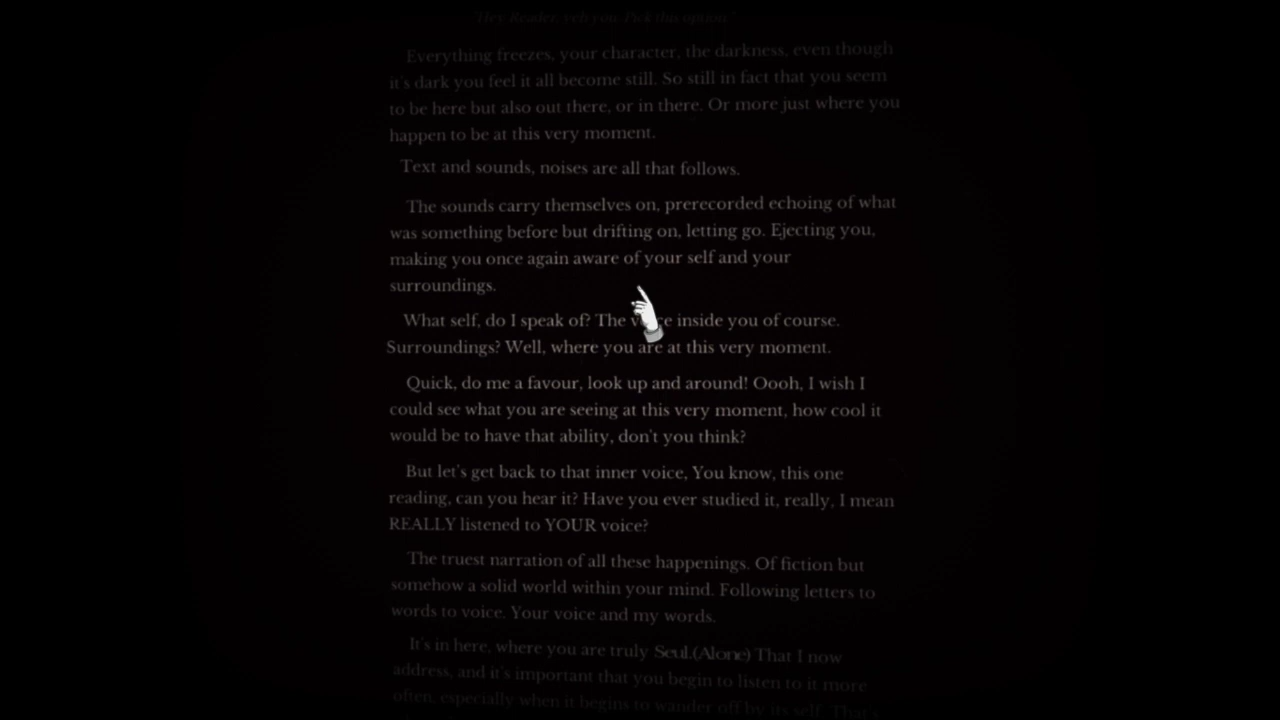 "Hey Reader, yeh you. Pick this option."
Everything freezes, your character, the darkness, even though
it's dark you feel it all become still. So still in fact that you seem
to be here but also out there, or in there. Or more just where you
happen to be at this very moment.
Text and sounds, noises are all that follows.
The sounds carry themselves on, prerecorded echoing of what
was something before but drifting on, letting go. Ejecting you,
making you once again aware of your self and your
surroundings.
What self, do I speak of? The voice inside you of course.
Surroundings? Well, where you are at this very moment.
Quick, do me a favour, look up and around! Oooh, I wish I
could see what you are seeing at this very moment, how cool it
would be to have that ability, don't you think?
But let's get back to that inner voice, You know, this one
reading, can you hear it? Have you ever studied it, really, I mean
REALLY listened to YOUR voice?
The truest narration of all these happenings. Of fiction but
somehow a solid world within your mind. Following letters to
words to voice. Your voice and my words.
It's in here, where you are truly Seul.(Alone) That I now
address, and it's important that you begin to listen to it more
often, especially when it begins to wander off by its self. That's